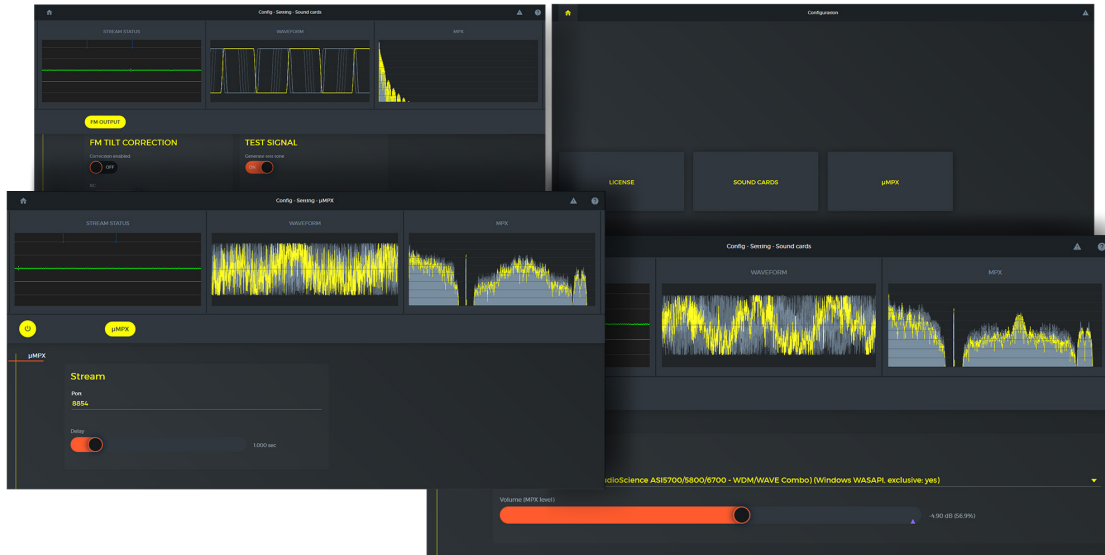 Config - Setting - Sound cards
STREAM STATUS
WAVEFORM
MPX
FM OUTPUT
FM TILT CORRECTION
Correction enabled
OFF
TEST SIGNAL
Generate test tone
ON
Configuration
LICENSE
SOUND CARDS
µMPX
Config - Setting - µMPX
STREAM STATUS
WAVEFORM
MPX
µMPX
µMPX
Stream
Port
8854
Delay
1.000 sec
Config - Setting - Sound cards
WAVEFORM
MPX
udioScience ASI5700/5800/6700 - WDM/WAVE Combo) (Windows WASAPI, exclusive: yes)
Volume (MPX level)
-4.90 dB (56.9%)